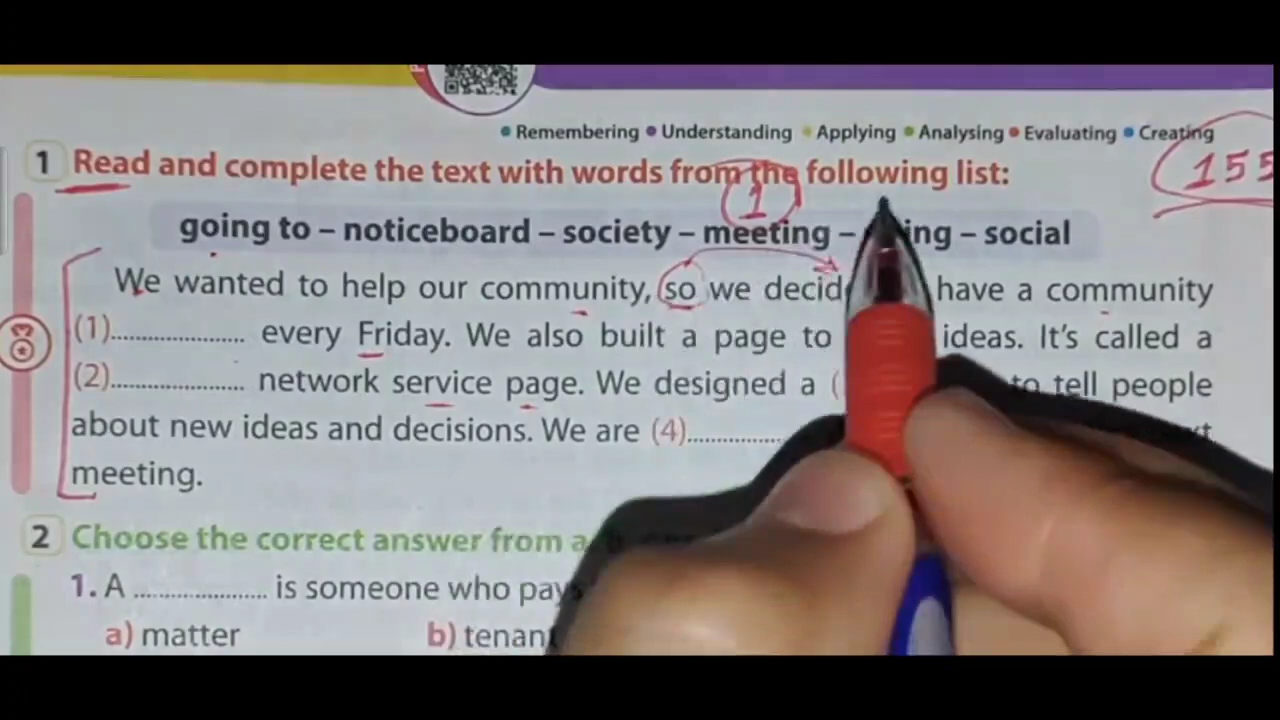 Remembering Understanding Applying Analysing Evaluating Creating
1 Read and complete the text with words from the following list:
155
1
going to – noticeboard – society – meeting – ing – social
We wanted to help our community, so we decid have a community
(1)..................... every Friday. We also built a page to ideas. It's called a
(2)..................... network service page. We designed a ( to tell people
about new ideas and decisions. We are (4)...............
meeting.
2 Choose the correct answer from a
1. A ..................... is someone who pays
a) matter b) tenant